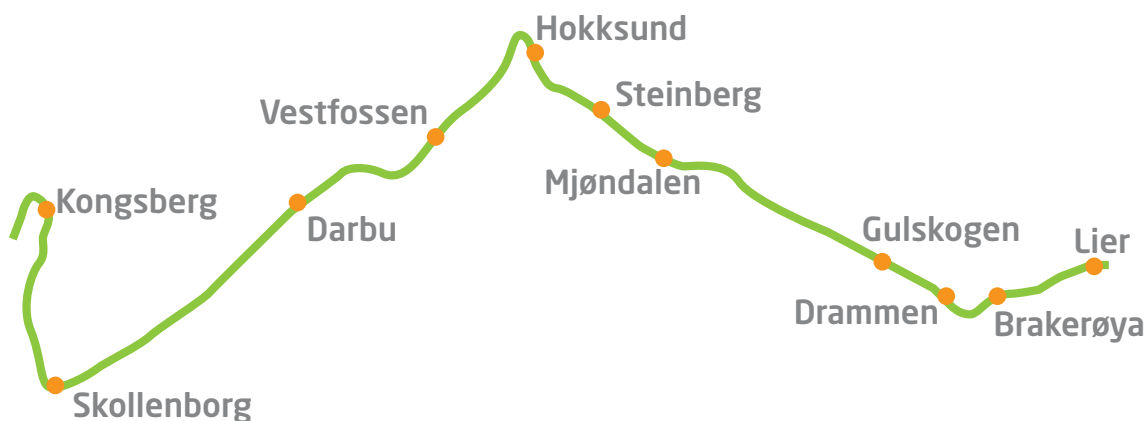 Hokksund
Steinberg
Vestfossen
Mjøndalen
Kongsberg
Darbu
Gulskogen
Lier
Drammen
Brakerøya
Skollenborg